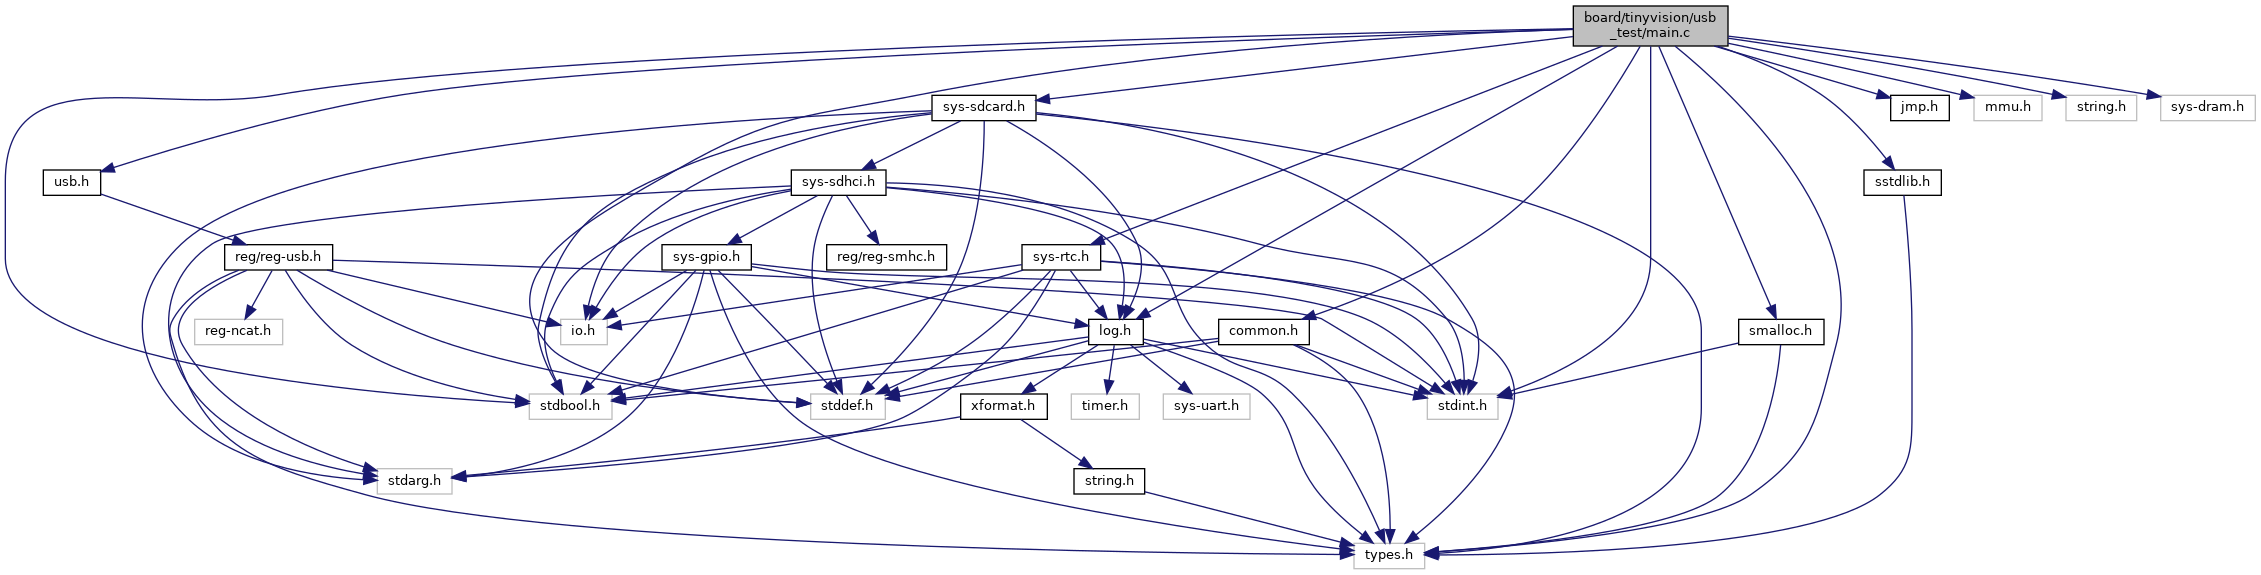 board/tinyvision/usb
_test/main.c
sys-sdcard.h
jmp.h
mmu.h
string.h
sys-dram.h
usb.h
sys-sdhci.h
sstdlib.h
reg/reg-usb.h
sys-gpio.h
reg/reg-smhc.h
sys-rtc.h
reg-ncat.h
io.h
log.h
common.h
smalloc.h
stdbool.h
stddef.h
xformat.h
timer.h
sys-uart.h
stdint.h
stdarg.h
string.h
types.h